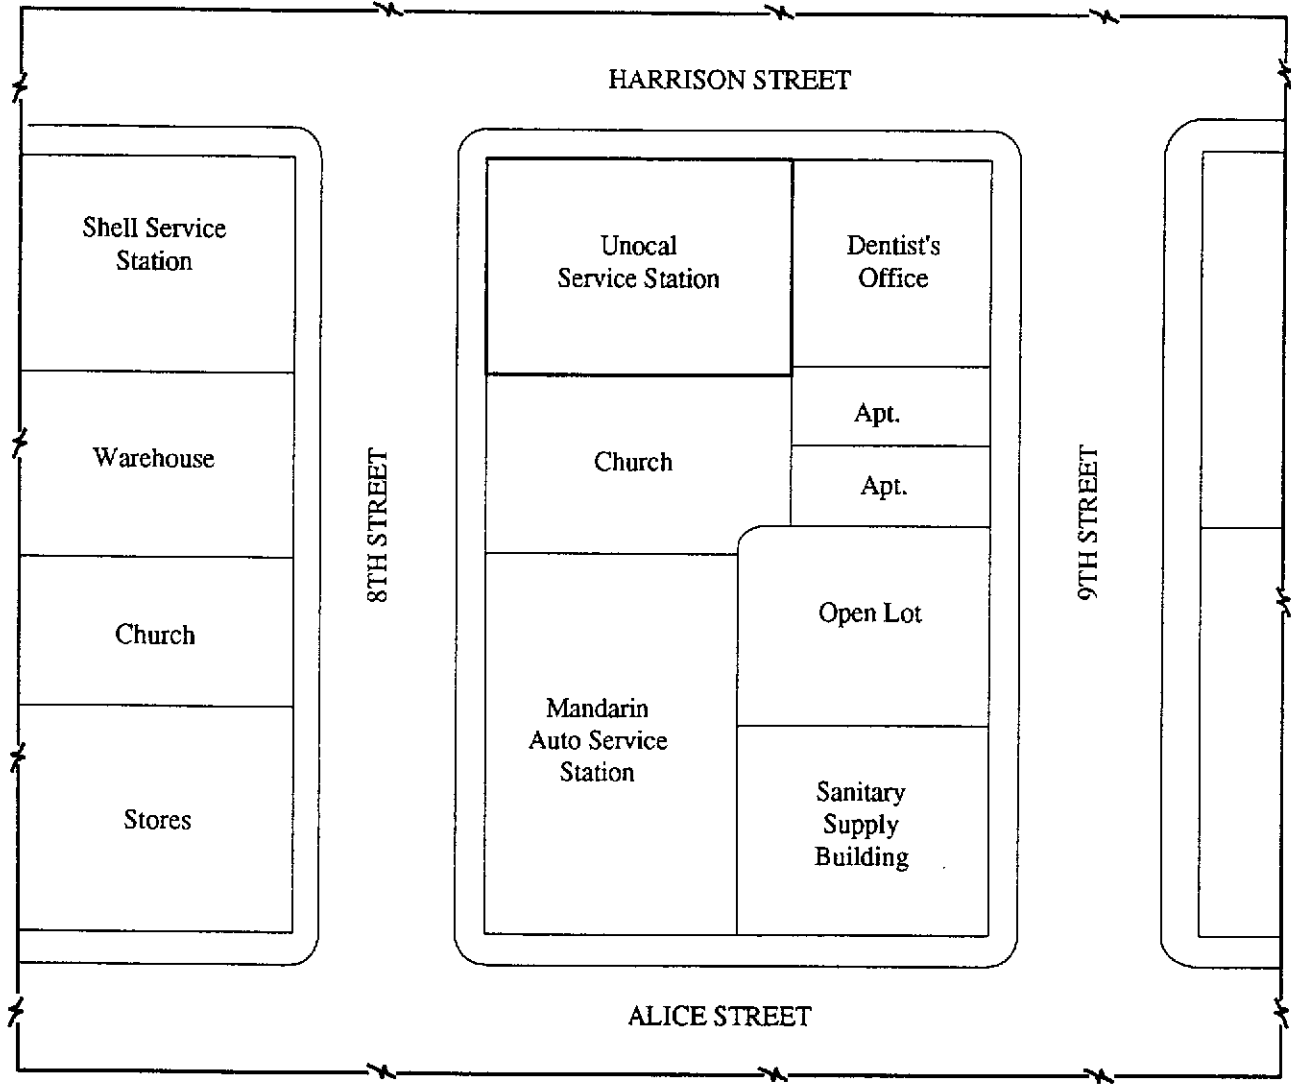 HARRISON STREET
Shell Service
Station
Unocal
Service Station
Dentist's
Office
Warehouse
8TH STREET
Church
Apt.
Apt.
9TH STREET
Church
Open Lot
Mandarin
Auto Service
Station
Stores
Sanitary
Supply
Building
ALICE STREET